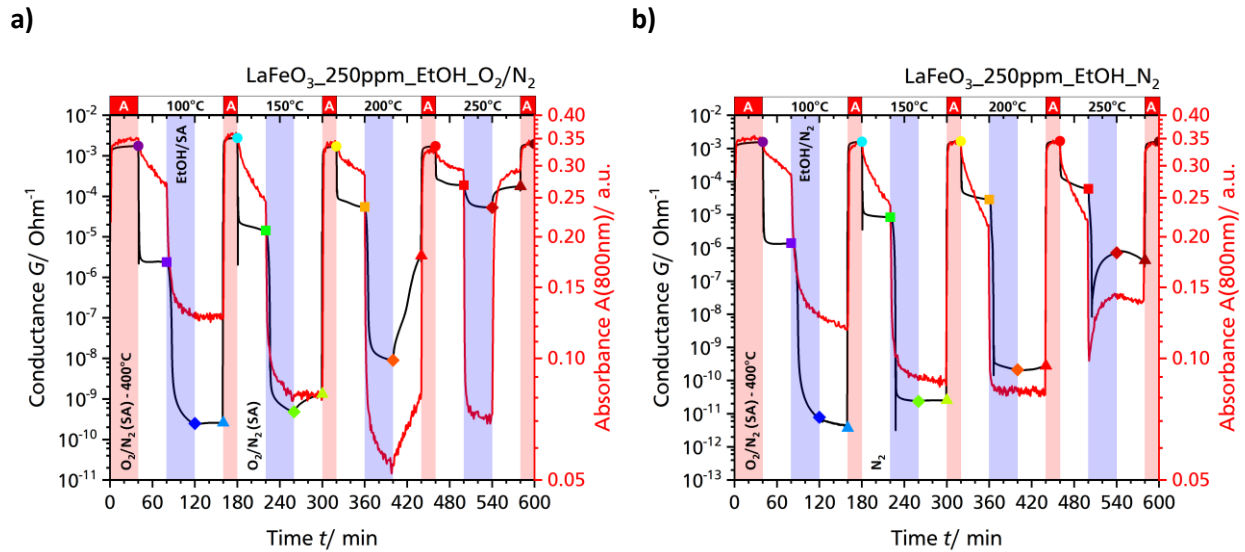 a)
LaFeO₃_250ppm_EtOH_O₂/N₂
A 100°C A 150°C A 200°C A 250°C A
Conductance G/ Ohm⁻¹
10⁻²
10⁻³
10⁻⁴
10⁻⁵
10⁻⁶
10⁻⁷
10⁻⁸
10⁻⁹
10⁻¹⁰
10⁻¹¹
O₂/N₂ (SA) - 400°C
EtOH/SA
O₂/N₂ (SA)
0.40
0.35
0.30
0.25
0.20
0.15
0.10
0.05
Absorbance A(800nm)/ a.u.
0 60 120 180 240 300 360 420 480 540 600
Time t/ min
b)
LaFeO₃_250ppm_EtOH_N₂
A 100°C A 150°C A 200°C A 250°C A
Conductance G/ Ohm⁻¹
10⁻²
10⁻³
10⁻⁴
10⁻⁵
10⁻⁶
10⁻⁷
10⁻⁸
10⁻⁹
10⁻¹⁰
10⁻¹¹
10⁻¹²
10⁻¹³
O₂/N₂ (SA) - 400°C
EtOH/N₂
N₂
0.40
0.35
0.30
0.25
0.20
0.15
0.10
0.05
Absorbance A(800nm)/ a.u.
0 60 120 180 240 300 360 420 480 540 600
Time t/ min